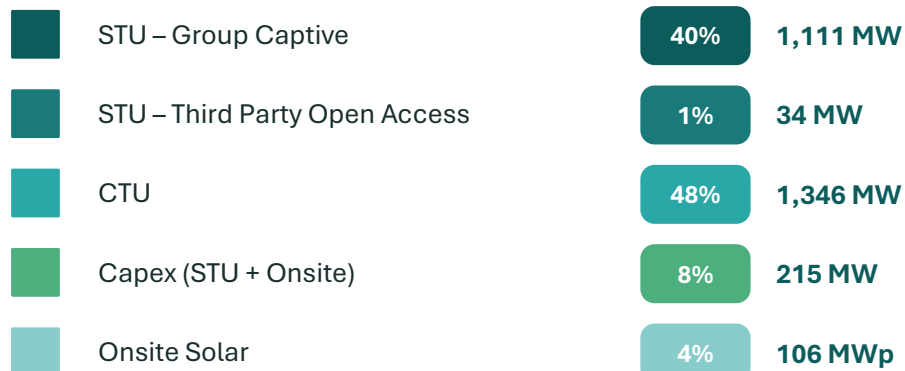 STU – Group Captive 40% 1,111 MW
STU – Third Party Open Access 1% 34 MW
CTU 48% 1,346 MW
Capex (STU + Onsite) 8% 215 MW
Onsite Solar 4% 106 MWp